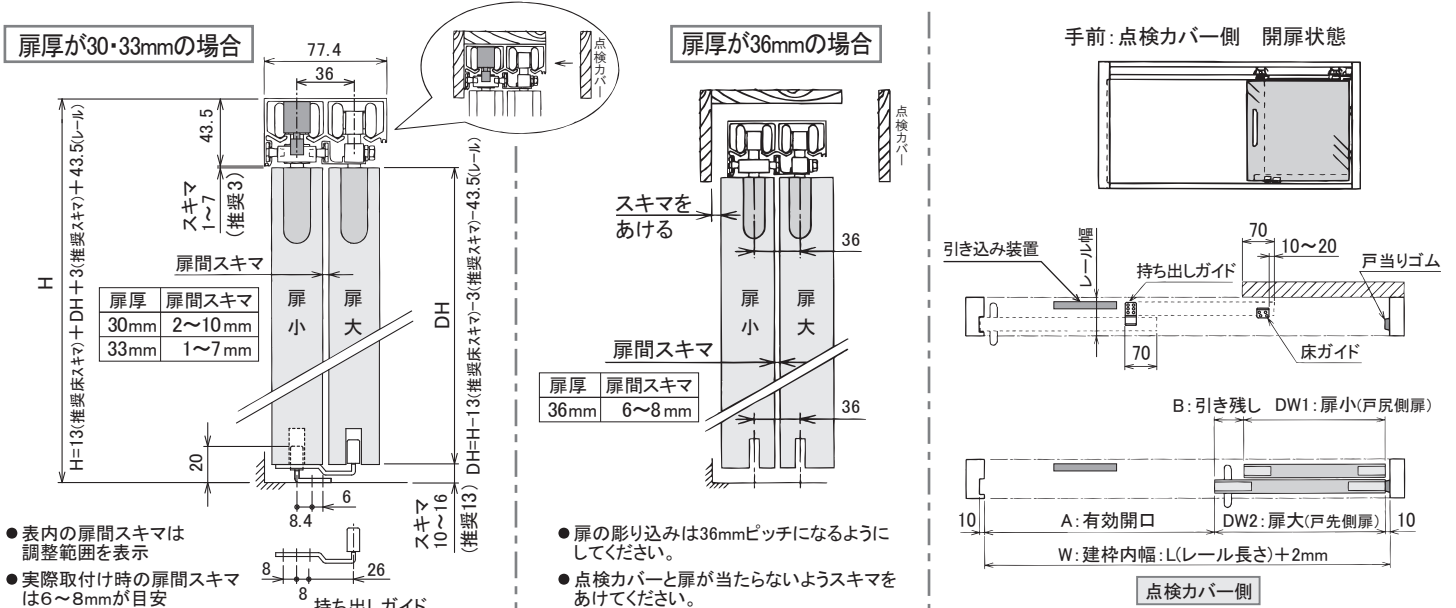 扉厚が30・33mmの場合
77.4
36
点検カバー
43.5
スキマ
1〜7
(推奨3)
H
H=13(推奨床スキマ)+DH+3(推奨スキマ)+43.5(レール)
扉間スキマ
扉厚 扉間スキマ
30mm 2〜10mm
33mm 1〜7mm
扉小
扉大
DH
DH=H-13(推奨床スキマ)-3(推奨スキマ)-43.5(レール)
20
6
8.4
スキマ
10〜16
(推奨13)
8
8
26
持ち出しガイド
● 表内の扉間スキマは
調整範囲を表示
● 実際取付け時の扉間スキマ
は6〜8mmが目安
扉厚が36mmの場合
点検カバー
スキマを
あける
36
扉小
扉大
扉間スキマ
扉厚 扉間スキマ
36mm 6〜8mm
36
● 扉の彫り込みは36mmピッチになるように
してください。
● 点検カバーと扉が当たらないようスキマを
あけてください。
手前:点検カバー側 開扉状態
引き込み装置
レール幅
持ち出しガイド
70
10〜20
戸当りゴム
70
床ガイド
B:引き残し DW1:扉小(戸尻側扉)
10
A:有効開口
DW2:扉大(戸先側扉)
10
W:建枠内幅:L(レール長さ)+2mm
点検カバー側